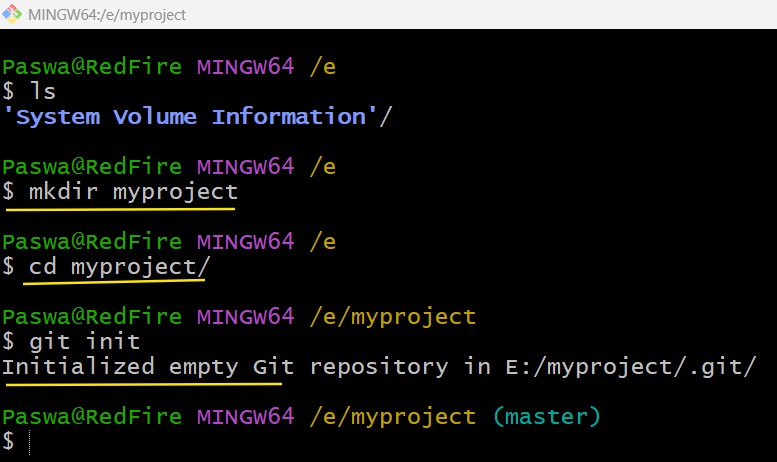 MINGW64:/e/myproject
Paswa@RedFire MINGW64 /e
$ ls
'System Volume Information'/
Paswa@RedFire MINGW64 /e
$ mkdir myproject
Paswa@RedFire MINGW64 /e
$ cd myproject/
Paswa@RedFire MINGW64 /e/myproject
$ git init
Initialized empty Git repository in E:/myproject/.git/
Paswa@RedFire MINGW64 /e/myproject (master)
$